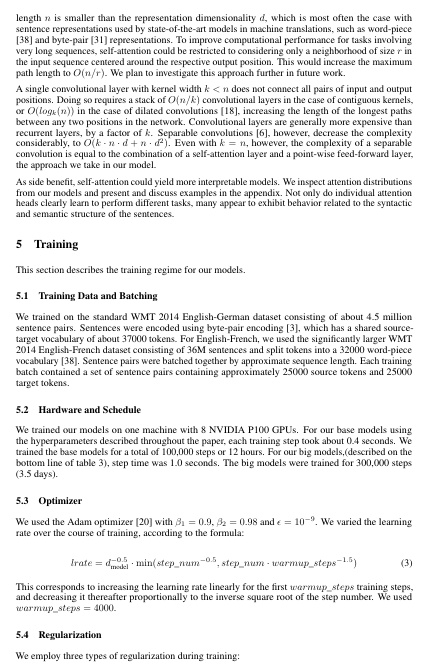 length n is smaller than the representation dimensionality d, which is most often the case with
sentence representations used by state-of-the-art models in machine translations, such as word-piece
[38] and byte-pair [31] representations. To improve computational performance for tasks involving
very long sequences, self-attention could be restricted to considering only a neighborhood of size r in
the input sequence centered around the respective output position. This would increase the maximum
path length to O(n/r). We plan to investigate this approach further in future work.
A single convolutional layer with kernel width k < n does not connect all pairs of input and output
positions. Doing so requires a stack of O(n/k) convolutional layers in the case of contiguous kernels,
or O(log_k(n)) in the case of dilated convolutions [18], increasing the length of the longest paths
between any two positions in the network. Convolutional layers are generally more expensive than
recurrent layers, by a factor of k. Separable convolutions [6], however, decrease the complexity
considerably, to O(k · n · d + n · d²). Even with k = n, however, the complexity of a separable
convolution is equal to the combination of a self-attention layer and a point-wise feed-forward layer,
the approach we take in our model.
As side benefit, self-attention could yield more interpretable models. We inspect attention distributions
from our models and present and discuss examples in the appendix. Not only do individual attention
heads clearly learn to perform different tasks, many appear to exhibit behavior related to the syntactic
and semantic structure of the sentences.
5 Training
This section describes the training regime for our models.
5.1 Training Data and Batching
We trained on the standard WMT 2014 English-German dataset consisting of about 4.5 million
sentence pairs. Sentences were encoded using byte-pair encoding [3], which has a shared source-
target vocabulary of about 37000 tokens. For English-French, we used the significantly larger WMT
2014 English-French dataset consisting of 36M sentences and split tokens into a 32000 word-piece
vocabulary [38]. Sentence pairs were batched together by approximate sequence length. Each training
batch contained a set of sentence pairs containing approximately 25000 source tokens and 25000
target tokens.
5.2 Hardware and Schedule
We trained our models on one machine with 8 NVIDIA P100 GPUs. For our base models using
the hyperparameters described throughout the paper, each training step took about 0.4 seconds. We
trained the base models for a total of 100,000 steps or 12 hours. For our big models,(described on the
bottom line of table 3), step time was 1.0 seconds. The big models were trained for 300,000 steps
(3.5 days).
5.3 Optimizer
We used the Adam optimizer [20] with β₁ = 0.9, β₂ = 0.98 and ϵ = 10⁻⁹. We varied the learning
rate over the course of training, according to the formula:
lrate = d_model^−0.5 · min(step_num^−0.5, step_num · warmup_steps^−1.5) (3)
This corresponds to increasing the learning rate linearly for the first warmup_steps training steps,
and decreasing it thereafter proportionally to the inverse square root of the step number. We used
warmup_steps = 4000.
5.4 Regularization
We employ three types of regularization during training: